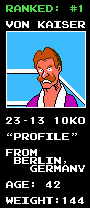 RANKED: #1
VON KAISER
23-13 10KO
“PROFILE”
FROM
BERLIN,
GERMANY
AGE: 42
WEIGHT:144